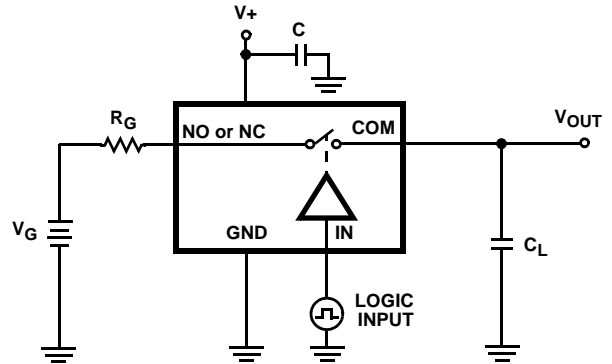 V+
C
RG
NO or NC
COM
VOUT
VG
GND
IN
CL
LOGIC
INPUT